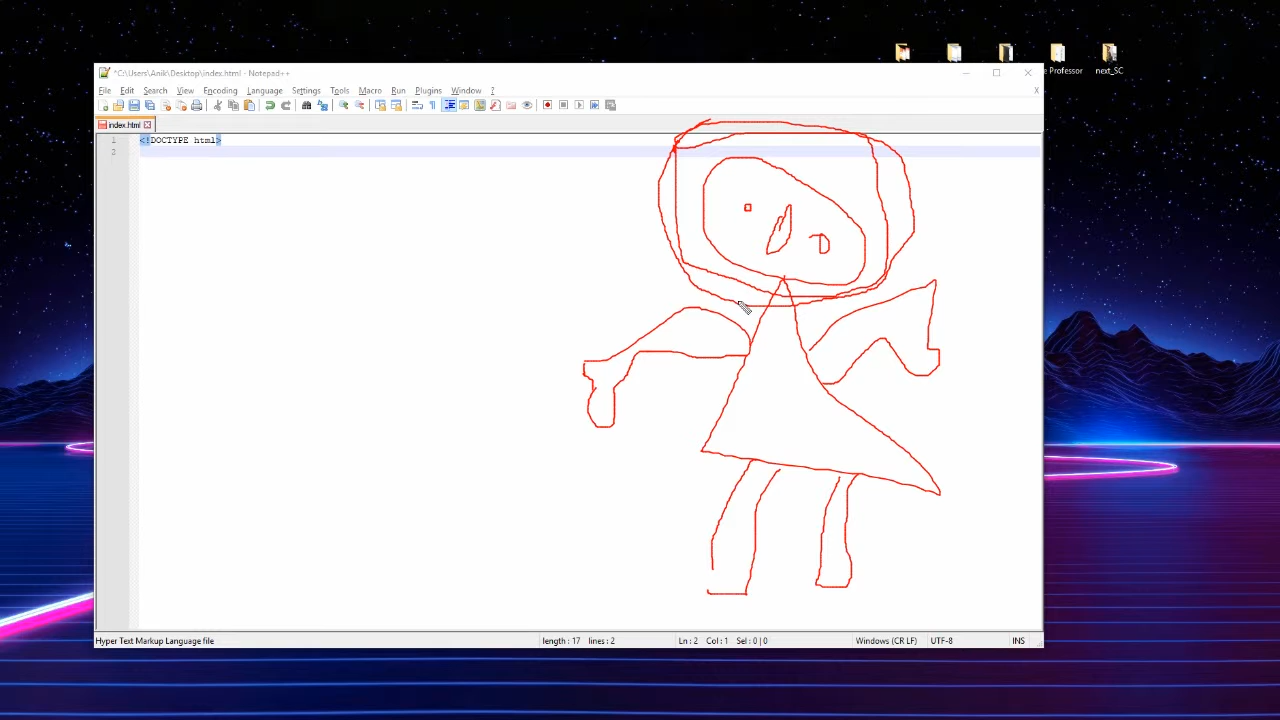 e Professor
next_SC
*C:\Users\Anik\Desktop\index.html - Notepad++
File Edit Search View Encoding Language Settings Tools Macro Run Plugins Window ? X
index.html
1 <!DOCTYPE html>
2
Hyper Text Markup Language file length : 17 lines : 2 Ln : 2 Col : 1 Sel : 0 | 0 Windows (CR LF) UTF-8 INS